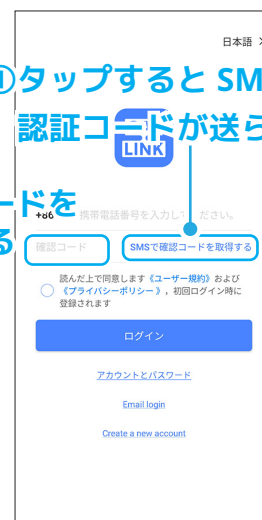 日本語
①タップすると SM
認証コードが送ら
LINK
ードを
+86 携帯電話番号を入力し ださい。
る
確認コード SMSで確認コードを取得する
読んだ上で同意します《ユーザー規約》および
《プライバシーポリシー 》，初回ログイン時に
登録されます
ログイン
アカウントとパスワード
Email login
Create a new account